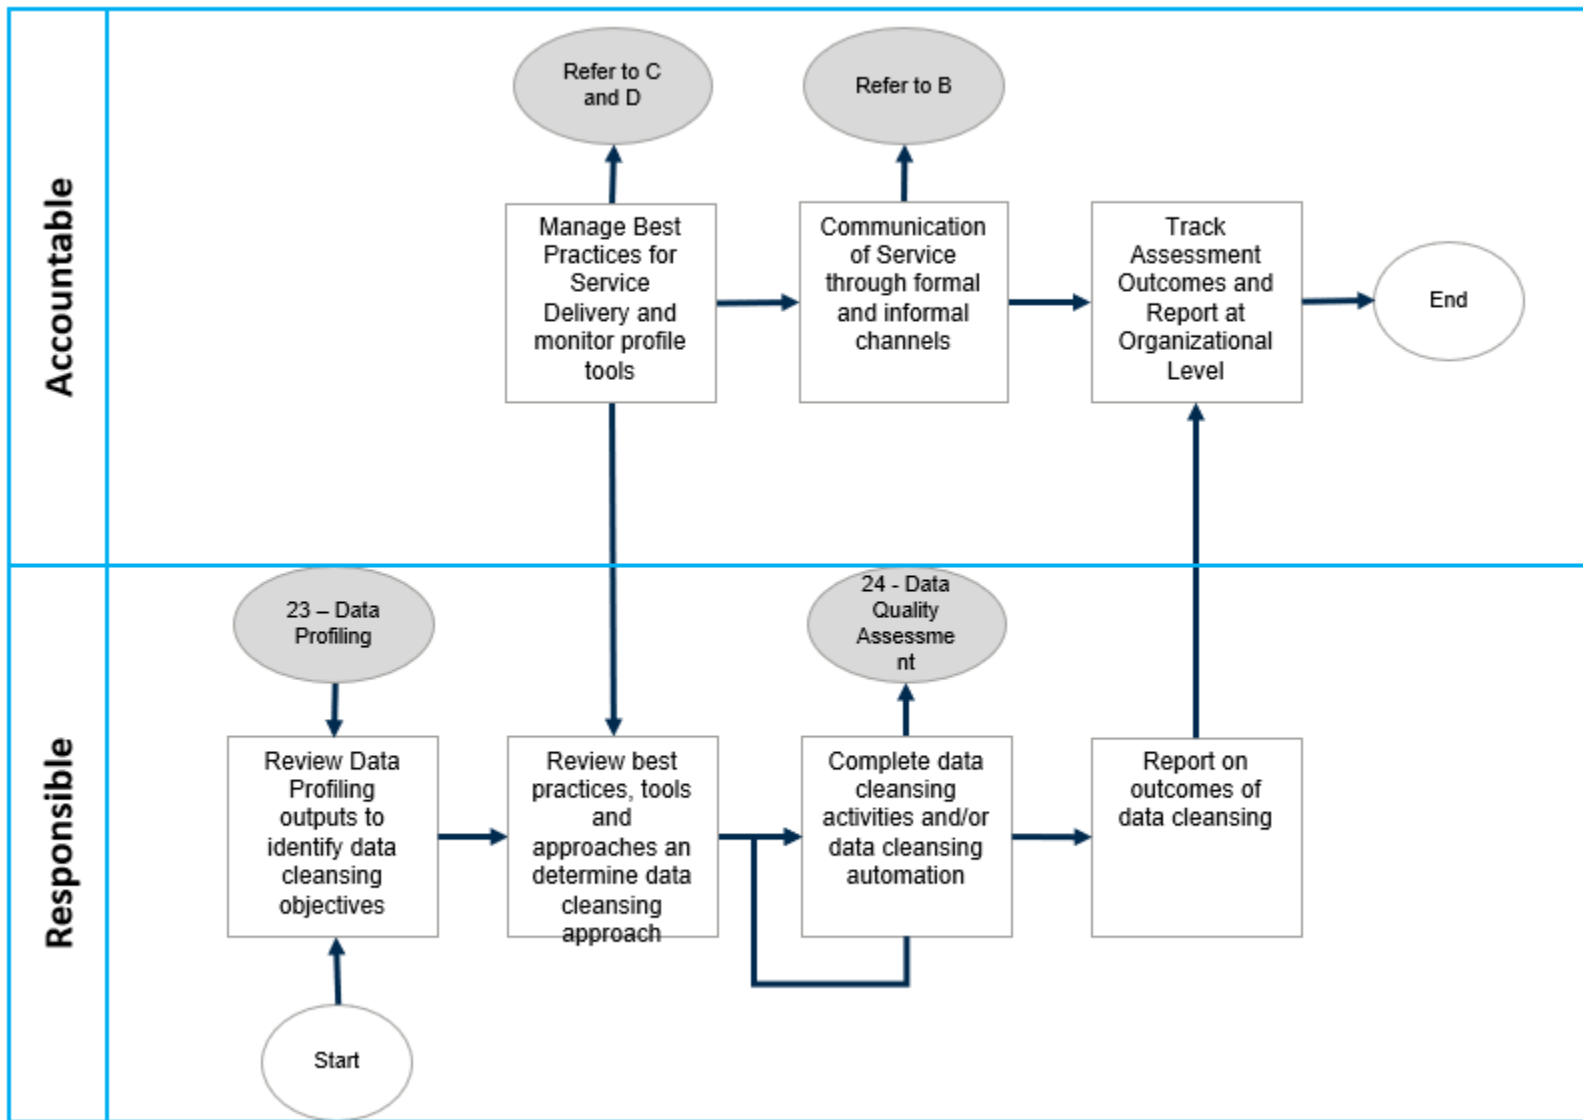 Accountable
Refer to C
and D
Refer to B
Manage Best
Practices for
Service
Delivery and
monitor profile
tools
Communication
of Service
through formal
and informal
channels
Track
Assessment
Outcomes and
Report at
Organizational
Level
End
Responsible
23 – Data
Profiling
24 - Data
Quality
Assessme
nt
Review Data
Profiling
outputs to
identify data
cleansing
objectives
Review best
practices, tools
and
approaches an
determine data
cleansing
approach
Complete data
cleansing
activities and/or
data cleansing
automation
Report on
outcomes of
data cleansing
Start